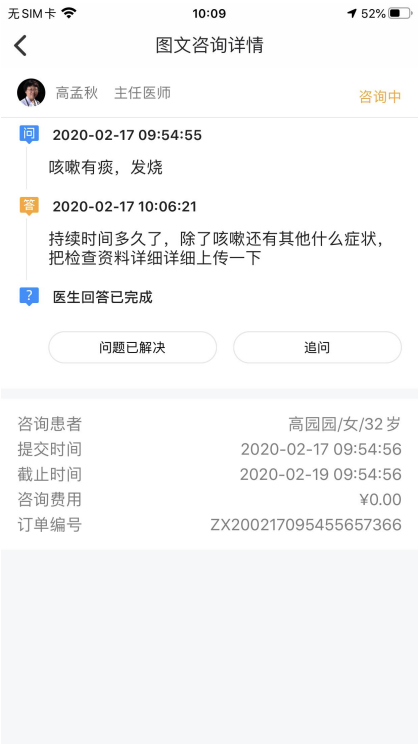 无SIM卡 10:09 52%
图文咨询详情
高孟秋 主任医师 咨询中
问 2020-02-17 09:54:55
咳嗽有痰，发烧
答 2020-02-17 10:06:21
持续时间多久了，除了咳嗽还有其他什么症状，
把检查资料详细详细上传一下
? 医生回答已完成
问题已解决 追问
咨询患者 高园园/女/32岁
提交时间 2020-02-17 09:54:56
截止时间 2020-02-19 09:54:56
咨询费用 ¥0.00
订单编号 ZX200217095455657366